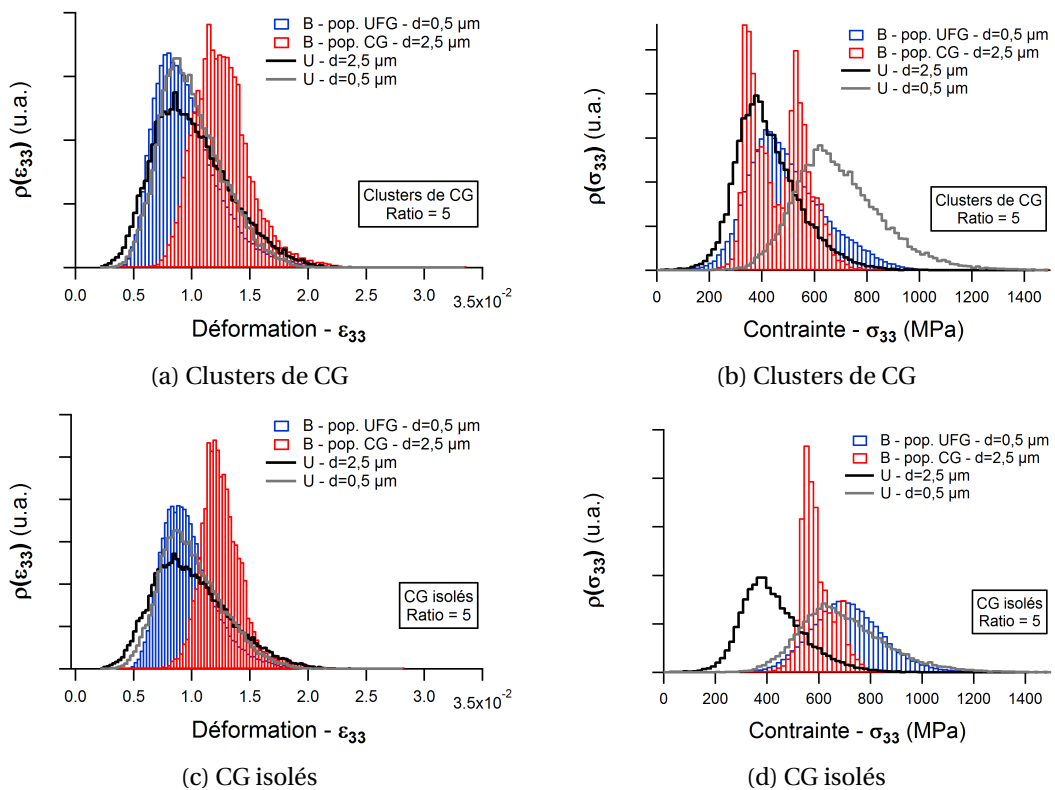 B - pop. UFG - d=0,5 µm
B - pop. CG - d=2,5 µm
U - d=2,5 µm
U - d=0,5 µm
ρ(ε33) (u.a.)
Clusters de CG
Ratio = 5
0.0 0.5 1.0 1.5 2.0 2.5 3.0 3.5x10-2
Déformation - ε33
(a) Clusters de CG
B - pop. UFG - d=0,5 µm
B - pop. CG - d=2,5 µm
U - d=2,5 µm
U - d=0,5 µm
ρ(σ33) (u.a.)
Clusters de CG
Ratio = 5
0 200 400 600 800 1000 1200 1400
Contrainte - σ33 (MPa)
(b) Clusters de CG
B - pop. UFG - d=0,5 µm
B - pop. CG - d=2,5 µm
U - d=2,5 µm
U - d=0,5 µm
ρ(ε33) (u.a.)
CG isolés
Ratio = 5
0.0 0.5 1.0 1.5 2.0 2.5 3.0 3.5x10-2
Déformation - ε33
(c) CG isolés
B - pop. UFG - d=0,5 µm
B - pop. CG - d=2,5 µm
U - d=2,5 µm
U - d=0,5 µm
ρ(σ33) (u.a.)
CG isolés
Ratio = 5
0 200 400 600 800 1000 1200 1400
Contrainte - σ33 (MPa)
(d) CG isolés